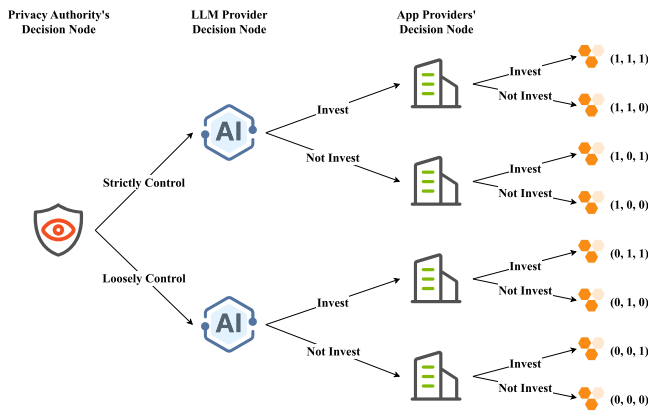 Privacy Authority's
Decision Node
LLM Provider
Decision Node
App Providers'
Decision Node
Strictly Control
Loosely Control
AI
Invest
Not Invest
AI
Invest
Not Invest
Invest
(1, 1, 1)
Not Invest
(1, 1, 0)
Invest
(1, 0, 1)
Not Invest
(1, 0, 0)
Invest
(0, 1, 1)
Not Invest
(0, 1, 0)
Invest
(0, 0, 1)
Not Invest
(0, 0, 0)